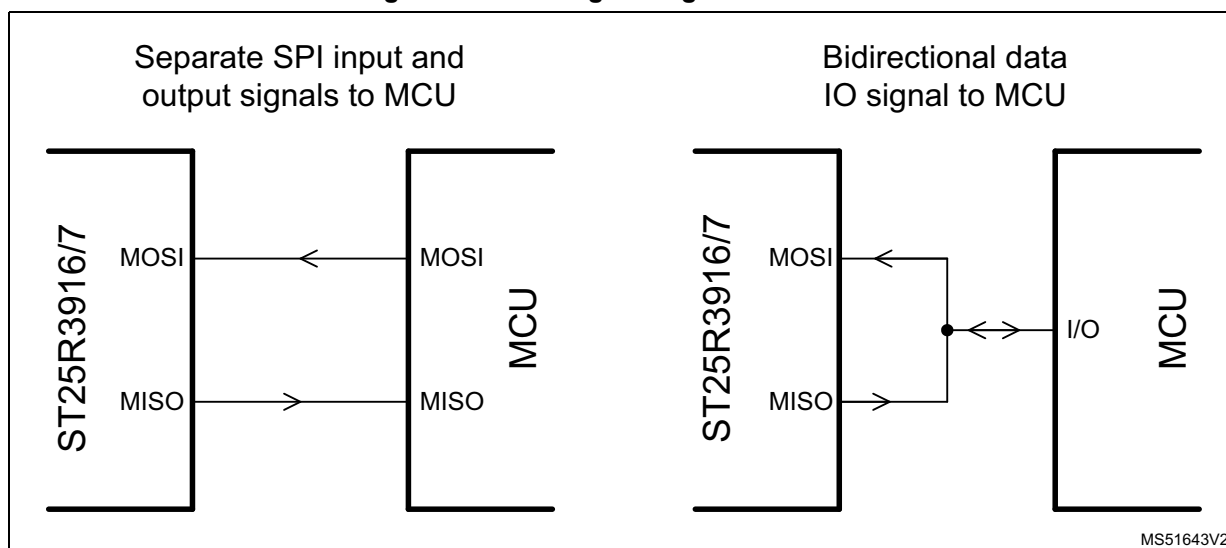 Separate SPI input and
output signals to MCU
ST25R3916/7
MOSI
MISO
MOSI
MISO
MCU
Bidirectional data
IO signal to MCU
ST25R3916/7
MOSI
MISO
I/O
MCU
MS51643V2